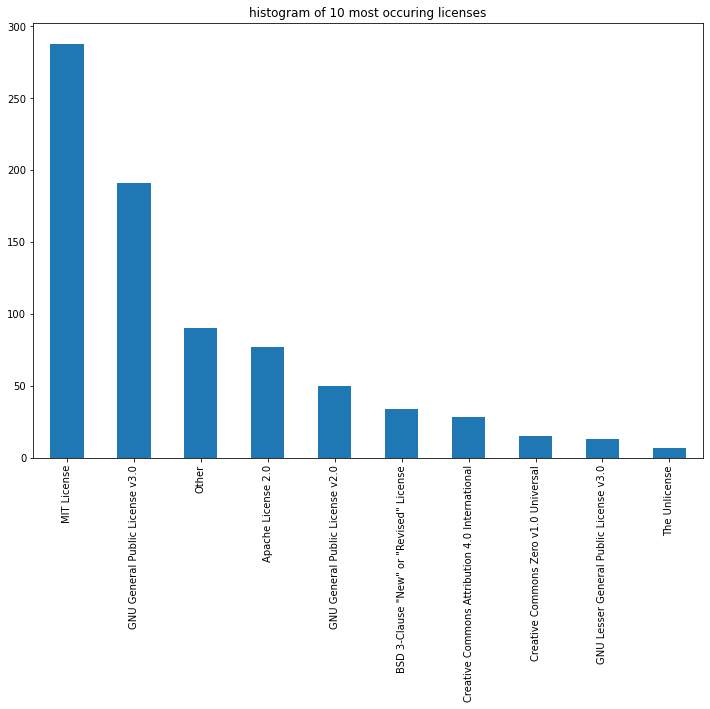 histogram of 10 most occuring licenses
300
250
200
150
100
50
0
MIT License
GNU General Public License v3.0
Other
Apache License 2.0
GNU General Public License v2.0
BSD 3-Clause "New" or "Revised" License
Creative Commons Attribution 4.0 International
Creative Commons Zero v1.0 Universal
GNU Lesser General Public License v3.0
The Unlicense